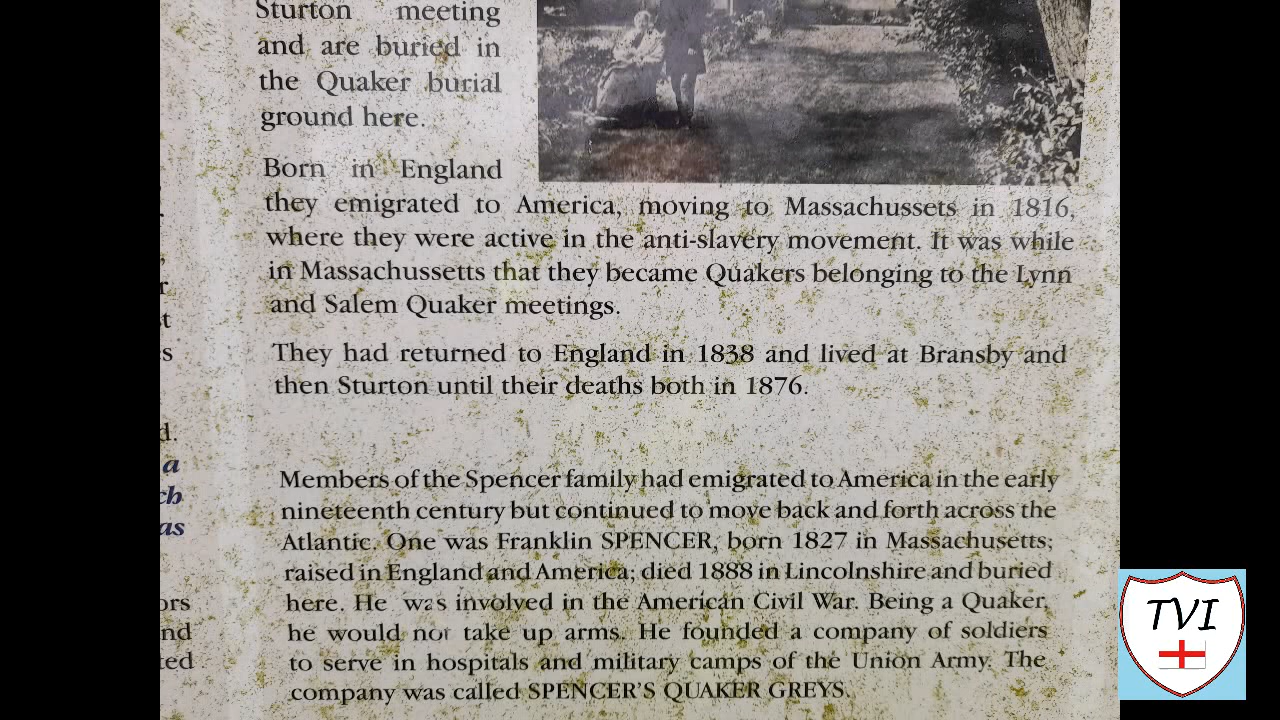 Sturton meeting
and are buried in
the Quaker burial
ground here.
Born in England
they emigrated to America, moving to Massachussets in 1816,
where they were active in the anti-slavery movement. It was while
in Massachussetts that they became Quakers belonging to the Lynn
and Salem Quaker meetings.
They had returned to England in 1838 and lived at Bransby and
then Sturton until their deaths both in 1876.
Members of the Spencer family had emigrated to America in the early
nineteenth century but continued to move back and forth across the
Atlantic. One was Franklin SPENCER, born 1827 in Massachusetts;
raised in England and America; died 1888 in Lincolnshire and buried
here. He was involved in the American Civil War. Being a Quaker,
he would not take up arms. He founded a company of soldiers
to serve in hospitals and military camps of the Union Army. The
company was called SPENCER'S QUAKER GREYS.
a
as
TVI